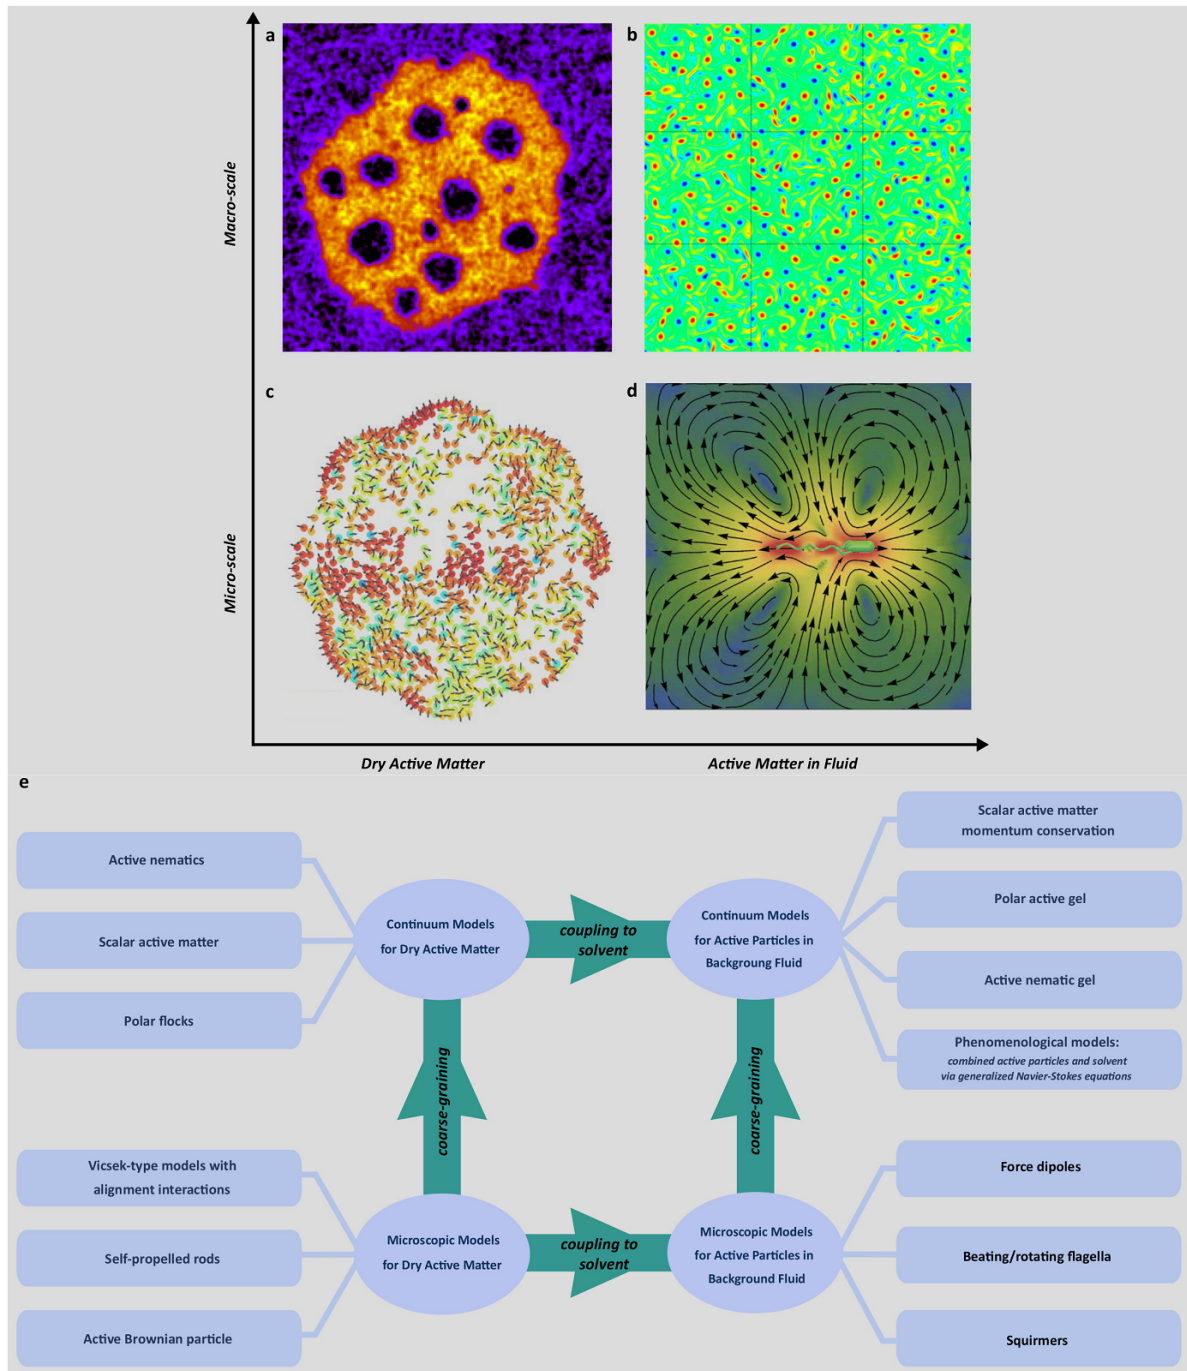 a
b
Macro-scale
c
d
Micro-scale
Dry Active Matter
Active Matter in Fluid
e
Active nematics
Scalar active matter
Polar flocks
Continuum Models
for Dry Active Matter
coupling to
solvent
Continuum Models
for Active Particles in
Backgroung Fluid
Scalar active matter
momentum conservation
Polar active gel
Active nematic gel
Phenomenological models:
combined active particles and solvent
via generalized Navier-Stokes equations
coarse-graining
coarse-graining
Vicsek-type models with
alignment interactions
Self-propelled rods
Active Brownian particle
Microscopic Models
for Dry Active Matter
coupling to
solvent
Microscopic Models
for Active Particles in
Background Fluid
Force dipoles
Beating/rotating flagella
Squirmers